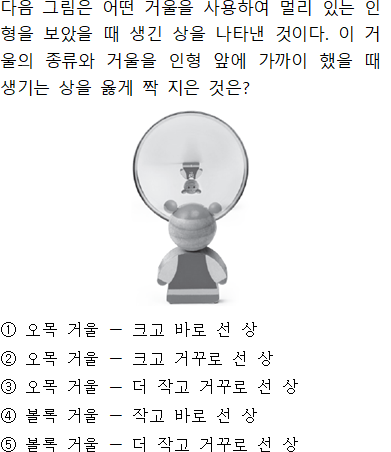 다음 그림은 어떤 거울을 사용하여 멀리 있는 인
형을 보았을 때 생긴 상을 나타낸 것이다. 이 거
울의 종류와 거울을 인형 앞에 가까이 했을 때
생기는 상을 옳게 짝 지은 것은?
① 오목 거울 － 크고 바로 선 상
② 오목 거울 － 크고 거꾸로 선 상
③ 오목 거울 － 더 작고 거꾸로 선 상
④ 볼록 거울 － 작고 바로 선 상
⑤ 볼록 거울 － 더 작고 거꾸로 선 상